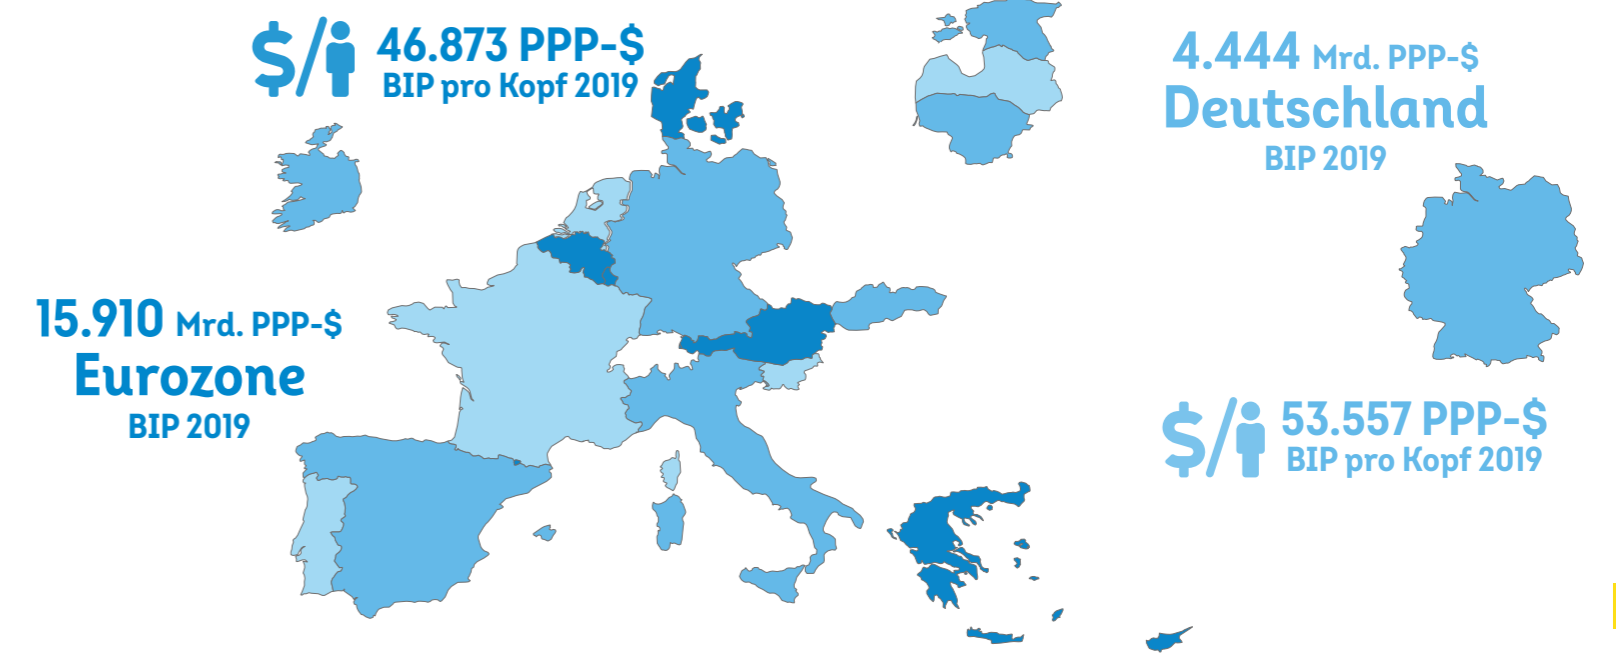 $/
46.873 PPP-$
BIP pro Kopf 2019
15.910 Mrd. PPP-$
Eurozone
BIP 2019
4.444 Mrd. PPP-$
Deutschland
BIP 2019
$/
53.557 PPP-$
BIP pro Kopf 2019